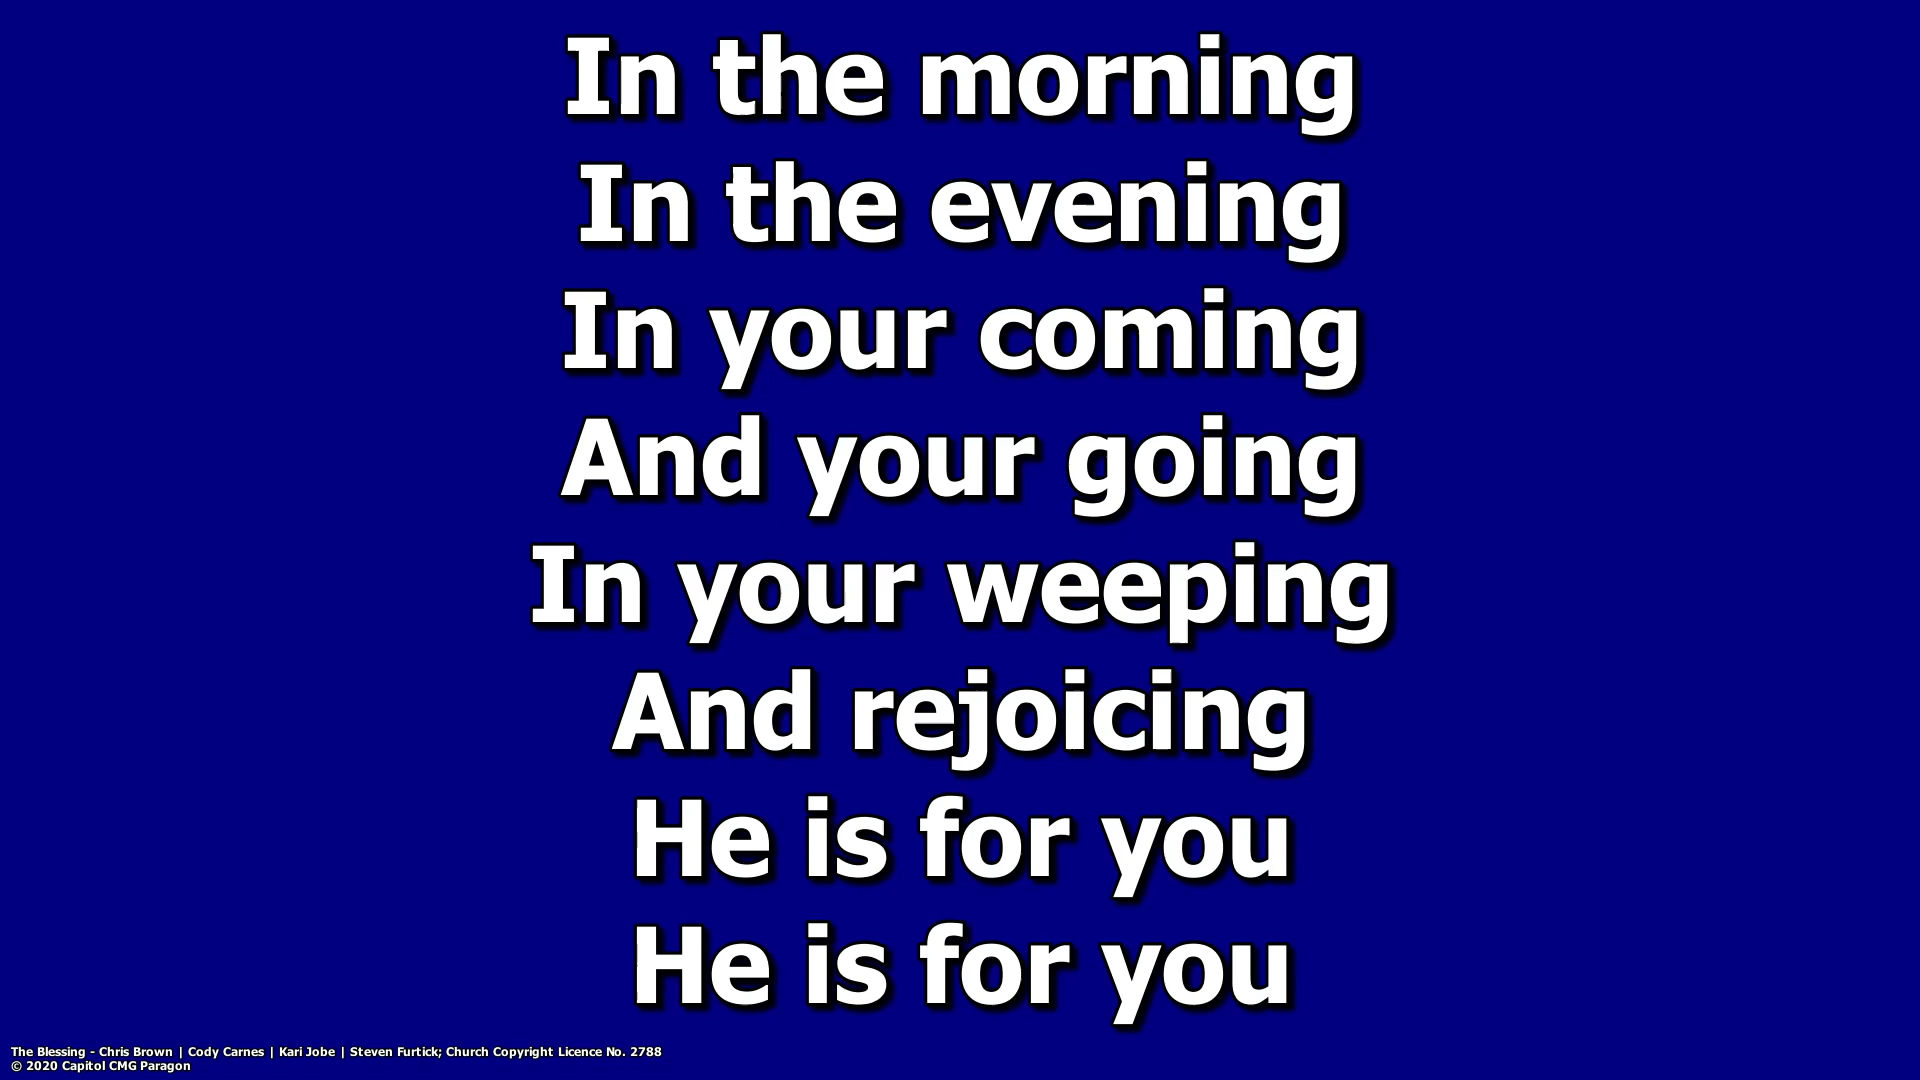 In the morning
In the evening
In your coming
And your going
In your weeping
And rejoicing
He is for you
He is for you
The Blessing - Chris Brown | Cody Carnes | Kari Jobe | Steven Furtick; Church Copyright Licence No. 2788
© 2020 Capitol CMG Paragon